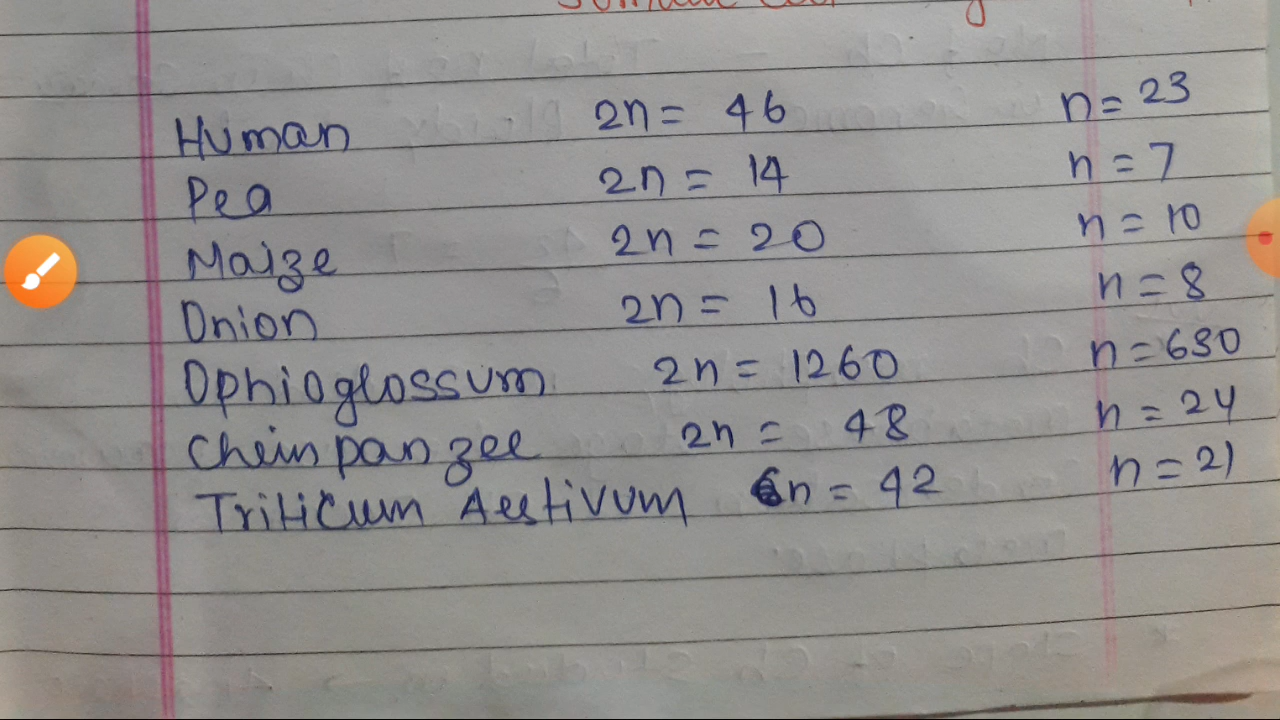 Human 2n = 46 n = 23
Pea 2n = 14 n = 7
Maize 2n = 20 n = 10
Onion 2n = 16 n = 8
Ophioglossum 2n = 1260 n = 630
Cheinpanzee 2n = 48 n = 24
Triticum Aestivum 6n = 42 n = 21